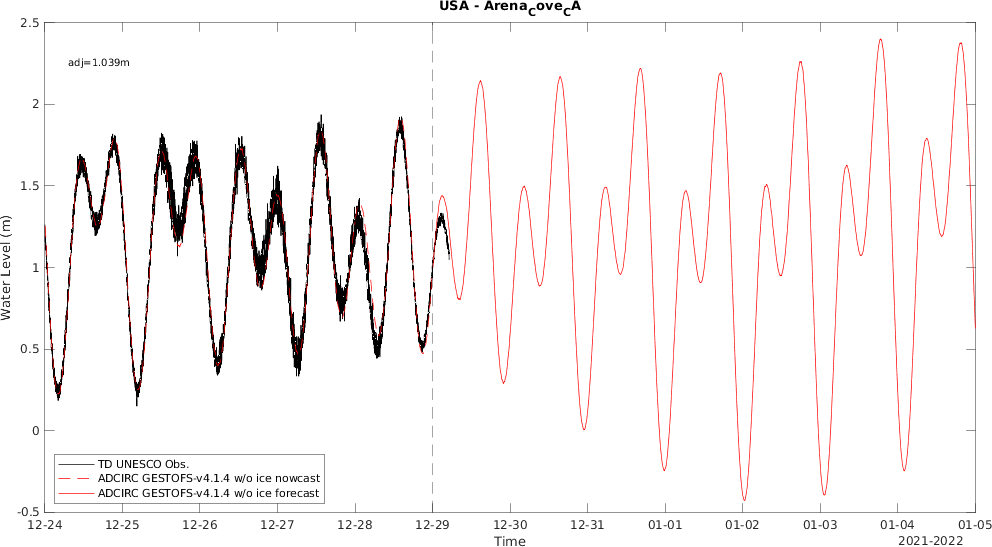 USA - ArenaCoveCA
adj=1.039m
2.5
2
1.5
1
0.5
0
-0.5
Water Level (m)
TD UNESCO Obs.
ADCIRC GESTOFS-v4.1.4 w/o ice nowcast
ADCIRC GESTOFS-v4.1.4 w/o ice forecast
12-24 12-25 12-26 12-27 12-28 12-29 12-30 12-31 01-01 01-02 01-03 01-04 01-05
Time
2021-2022